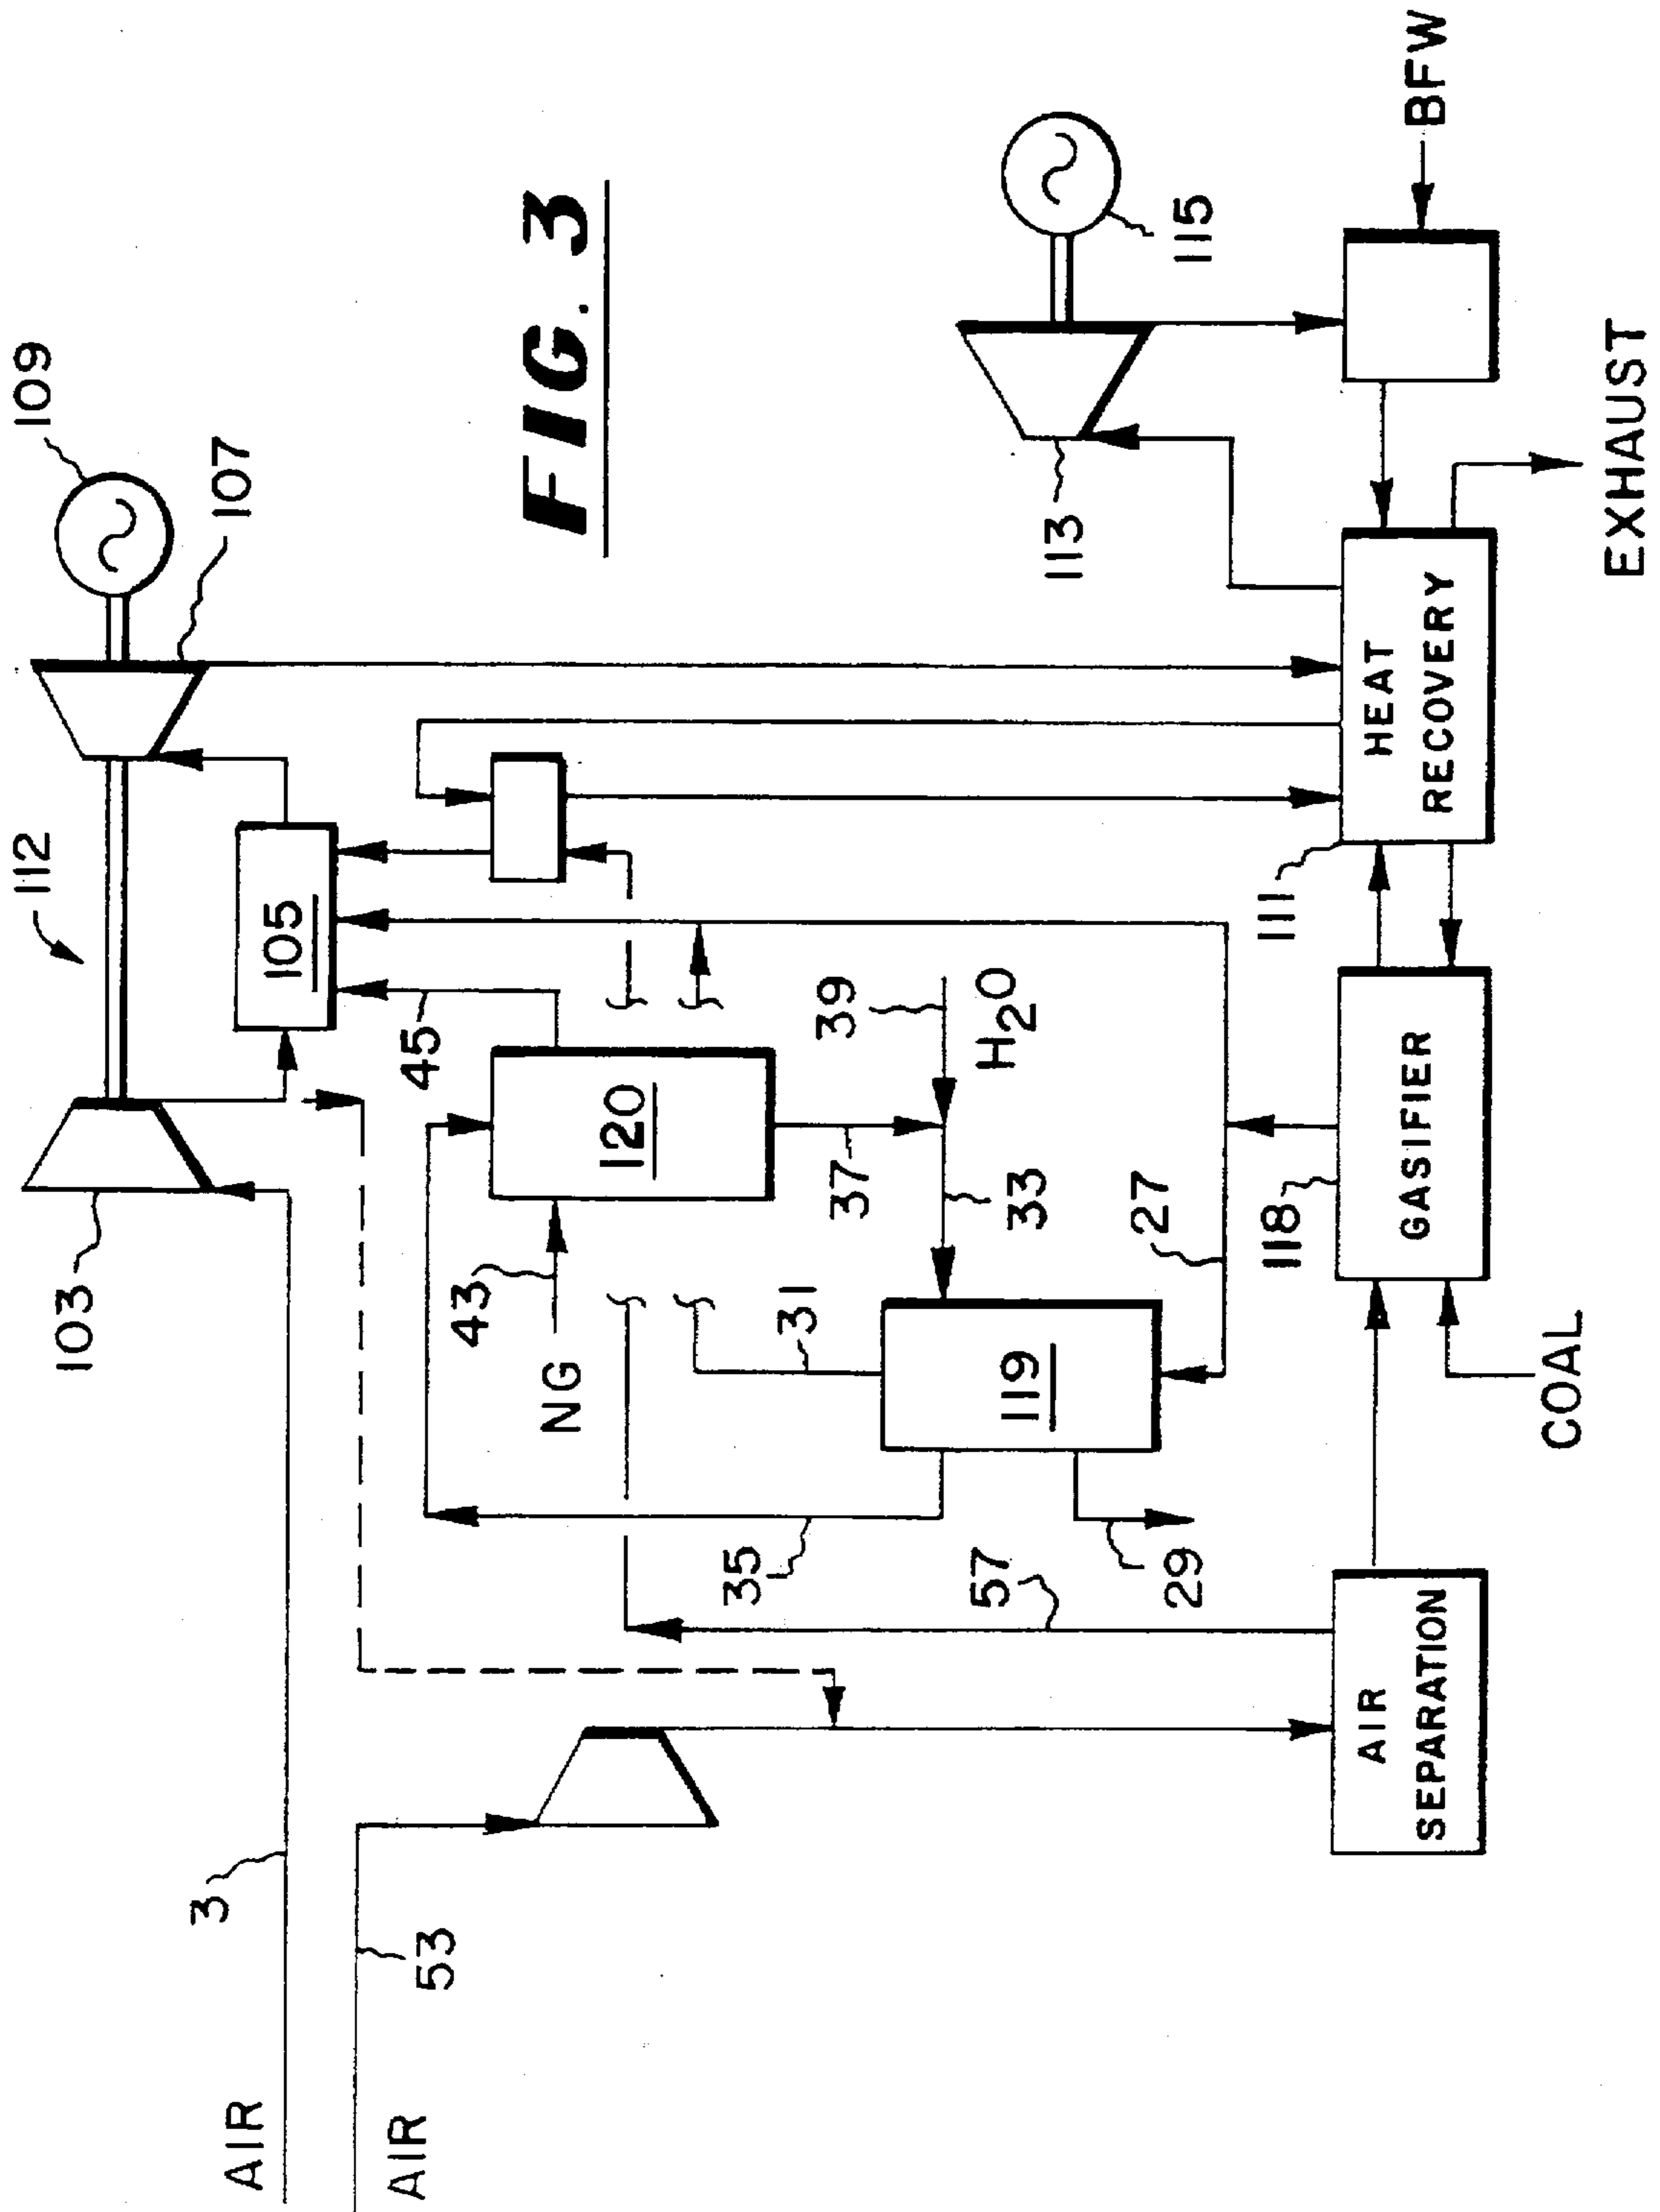 AIR
3
AIR
53
103
112
109
107
105
45
FIG. 3
43
NG
120
37
39
H2O
33
31
35
119
29
57
27
113
115
AIR
SEPARATION
118
GASIFIER
COAL
111
HEAT
RECOVERY
EXHAUST
BFW